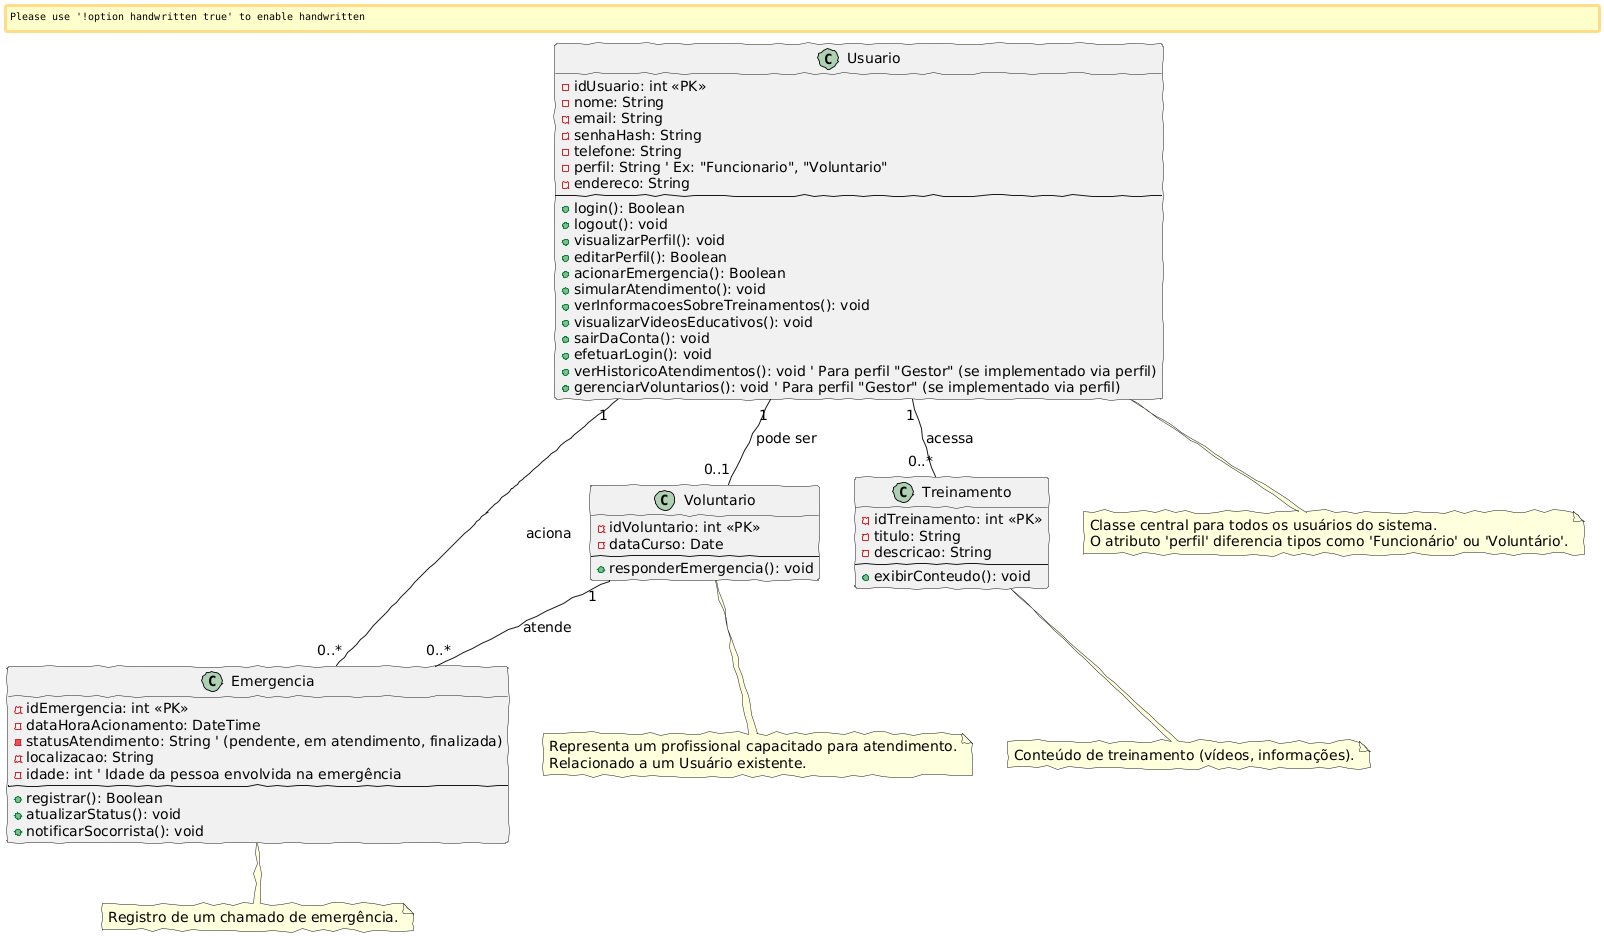 Please use '!option handwritten true' to enable handwritten
C Usuario
idUsuario: int «PK»
nome: String
email: String
senhaHash: String
telefone: String
perfil: String ' Ex: "Funcionario", "Voluntario"
endereco: String
login(): Boolean
logout(): void
visualizarPerfil(): void
editarPerfil(): Boolean
acionarEmergencia(): Boolean
simularAtendimento(): void
verInformacoesSobreTreinamentos(): void
visualizarVideosEducativos(): void
sairDaConta(): void
efetuarLogin(): void
verHistoricoAtendimentos(): void ' Para perfil "Gestor" (se implementado via perfil)
gerenciarVoluntarios(): void ' Para perfil "Gestor" (se implementado via perfil)
1
1
1
pode ser
acessa
0..1
0..*
C Voluntario
idVoluntario: int «PK»
dataCurso: Date
responderEmergencia(): void
C Treinamento
idTreinamento: int «PK»
titulo: String
descricao: String
exibirConteudo(): void
Classe central para todos os usuários do sistema.
O atributo 'perfil' diferencia tipos como 'Funcionário' ou 'Voluntário'.
aciona
1
atende
0..*
0..*
C Emergencia
idEmergencia: int «PK»
dataHoraAcionamento: DateTime
statusAtendimento: String ' (pendente, em atendimento, finalizada)
localizacao: String
idade: int ' Idade da pessoa envolvida na emergência
registrar(): Boolean
atualizarStatus(): void
notificarSocorrista(): void
Representa um profissional capacitado para atendimento.
Relacionado a um Usuário existente.
Conteúdo de treinamento (vídeos, informações).
Registro de um chamado de emergência.